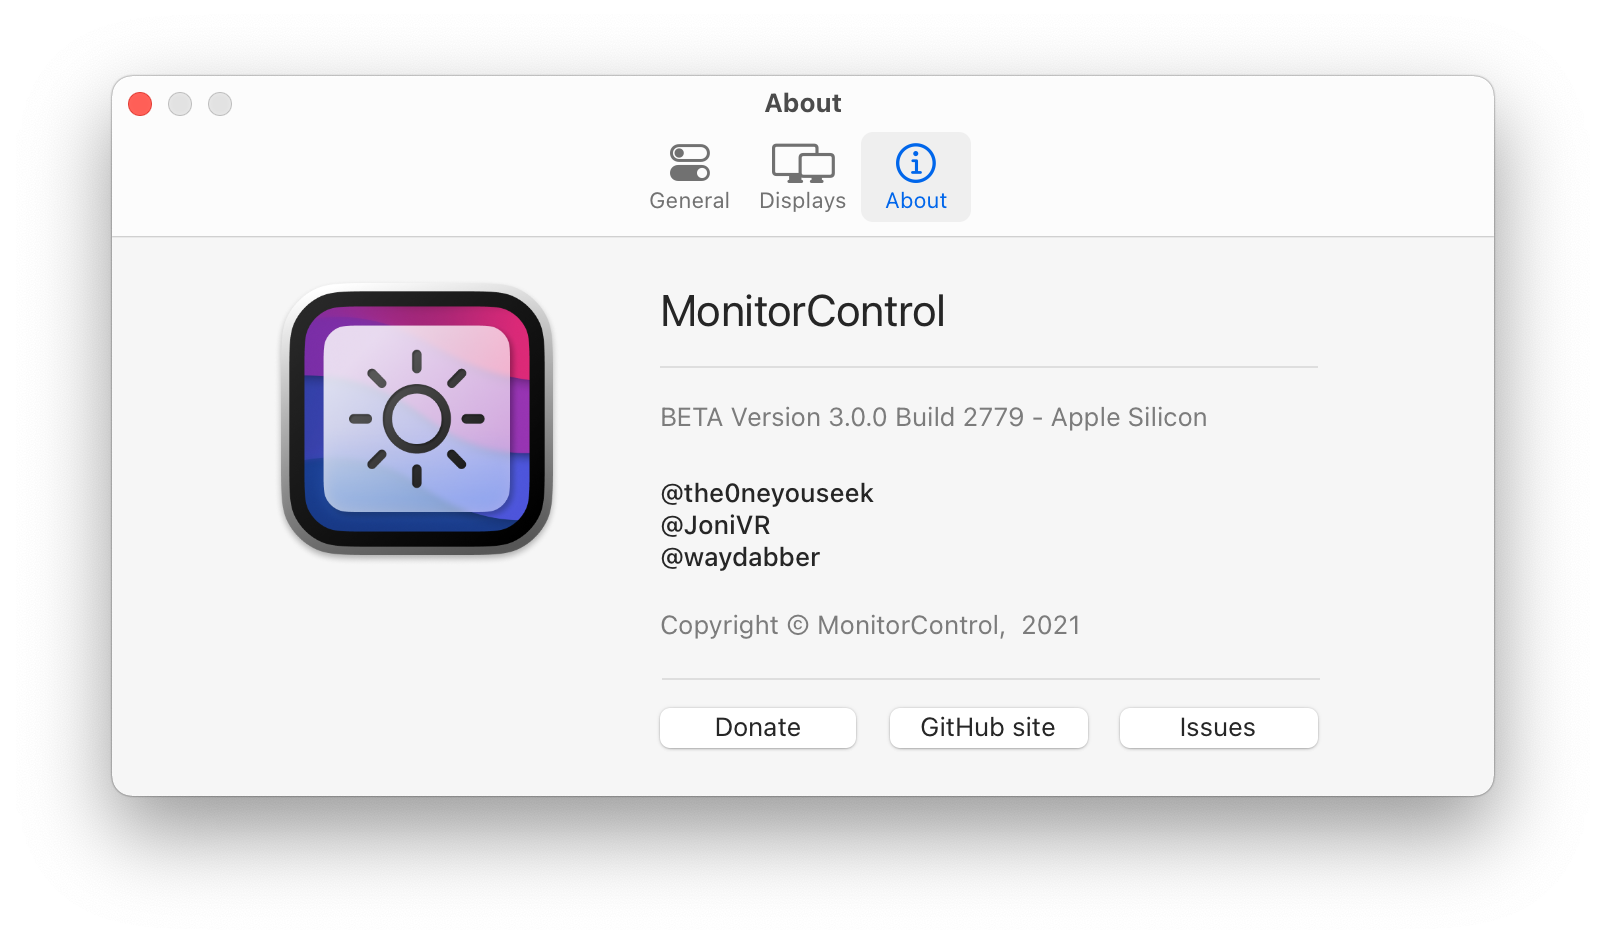 About
General Displays About
MonitorControl
BETA Version 3.0.0 Build 2779 - Apple Silicon
@the0neyouseek
@JoniVR
@waydabber
Copyright © MonitorControl, 2021
Donate GitHub site Issues